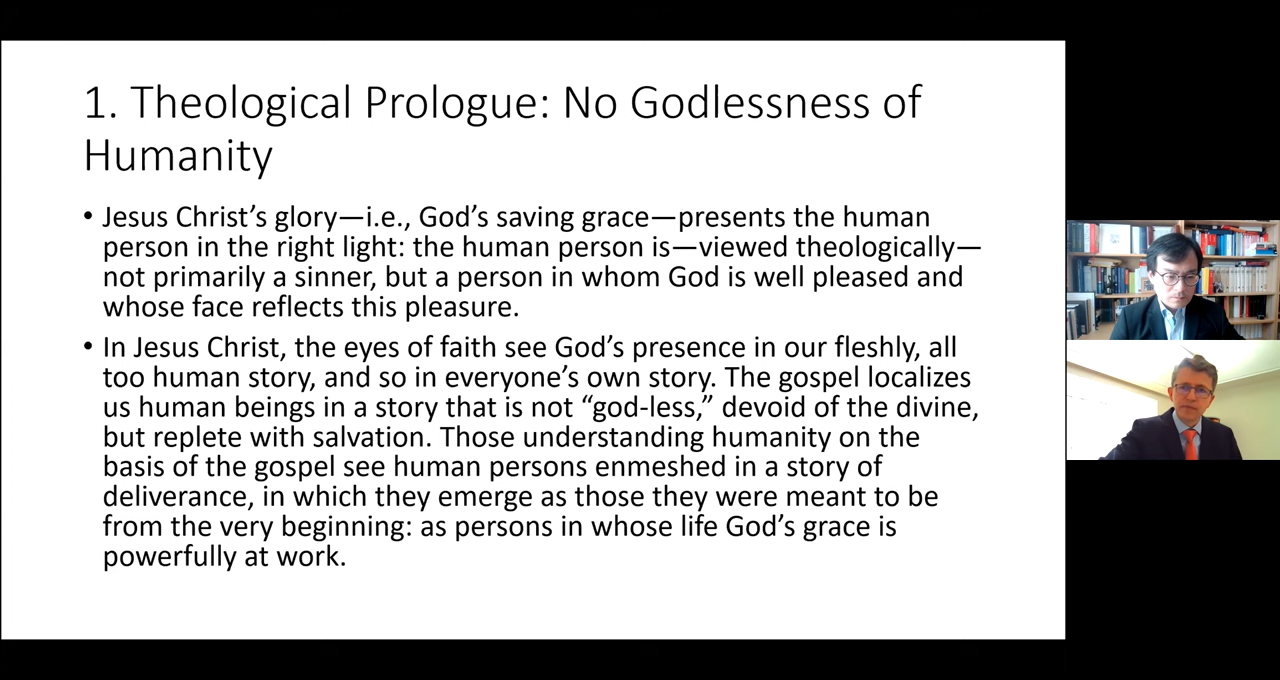 1. Theological Prologue: No Godlessness of
Humanity
• Jesus Christ’s glory—i.e., God’s saving grace—presents the human
person in the right light: the human person is—viewed theologically—
not primarily a sinner, but a person in whom God is well pleased and
whose face reflects this pleasure.
• In Jesus Christ, the eyes of faith see God’s presence in our fleshly, all
too human story, and so in everyone’s own story. The gospel localizes
us human beings in a story that is not “god-less,” devoid of the divine,
but replete with salvation. Those understanding humanity on the
basis of the gospel see human persons enmeshed in a story of
deliverance, in which they emerge as those they were meant to be
from the very beginning: as persons in whose life God’s grace is
powerfully at work.